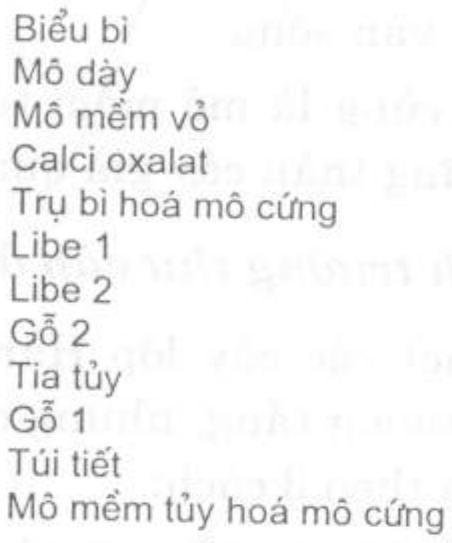 Biểu bì
Mô dày
Mô mềm vỏ
Calci oxalat
Trụ bì hoá mô cứng
Libe 1
Libe 2
Gỗ 2
Tia tủy
Gỗ 1
Túi tiết
Mô mềm tủy hoá mô cứng